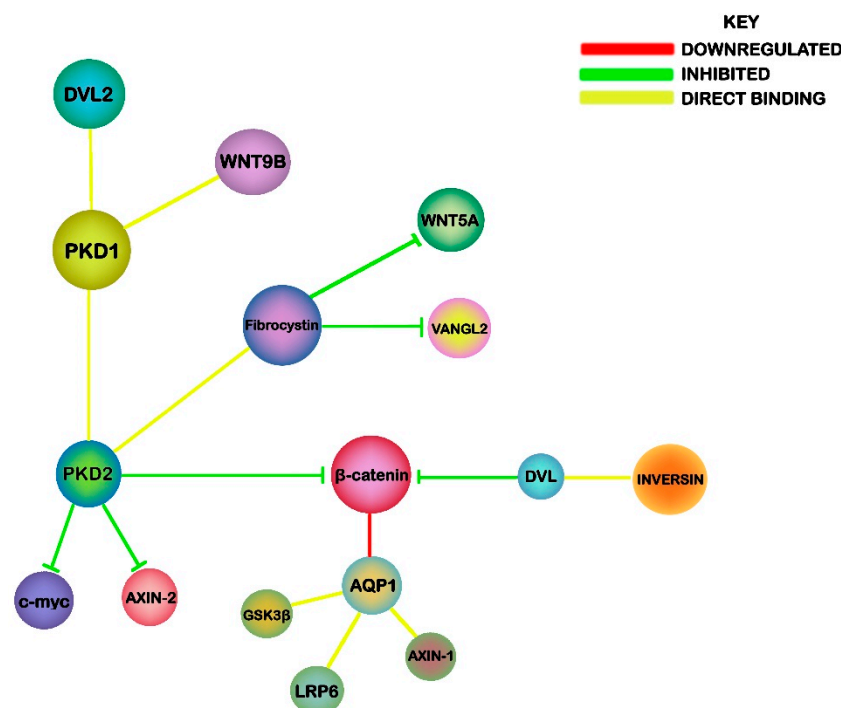 KEY
DOWNREGULATED
INHIBITED
DIRECT BINDING
DVL2
WNT9B
WNT5A
PKD1
Fibrocystin
VANGL2
PKD2
β-catenin
DVL
INVERSIN
c-myc
AXIN-2
AQP1
GSK3β
AXIN-1
LRP6